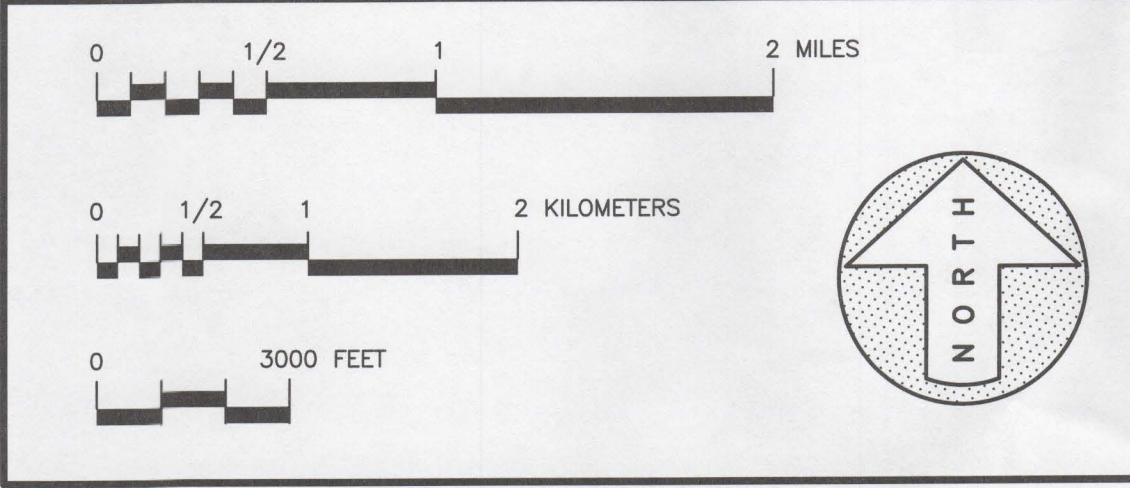 0 1/2 1 2 MILES
0 1/2 1 2 KILOMETERS
0 3000 FEET
NORTH